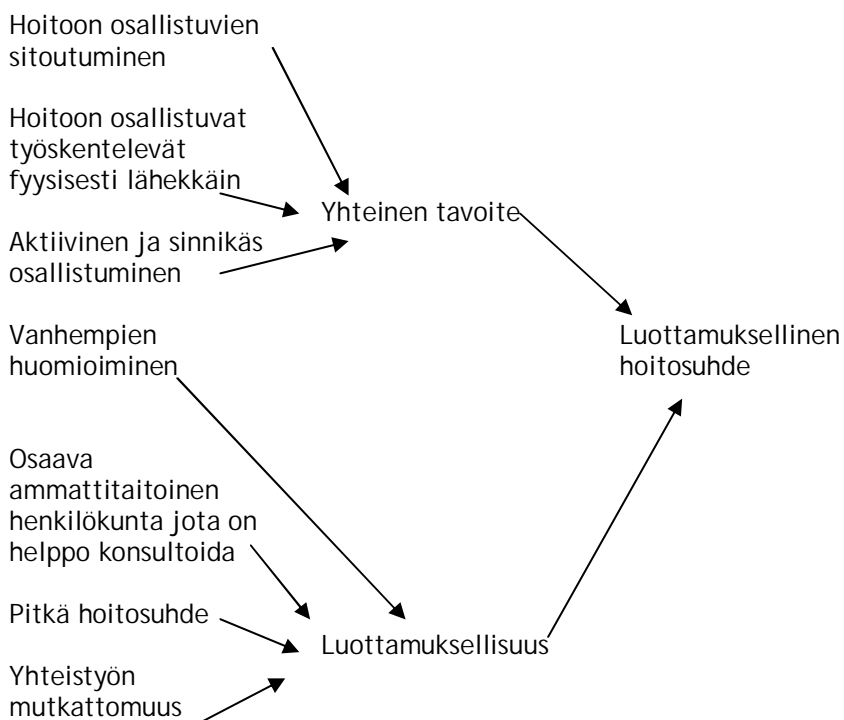 Hoitoon osallistuvien
sitoutuminen
Hoitoon osallistuvat
työskentelevät
fyysisesti lähekkäin
Yhteinen tavoite
Aktiivinen ja sinnikäs
osallistuminen
Vanhempien
huomioiminen
Luottamuksellinen
hoitosuhde
Osaava
ammattitaitoinen
henkilökunta jota on
helppo konsultoida
Pitkä hoitosuhde
Luottamuksellisuus
Yhteistyön
mutkattomuus